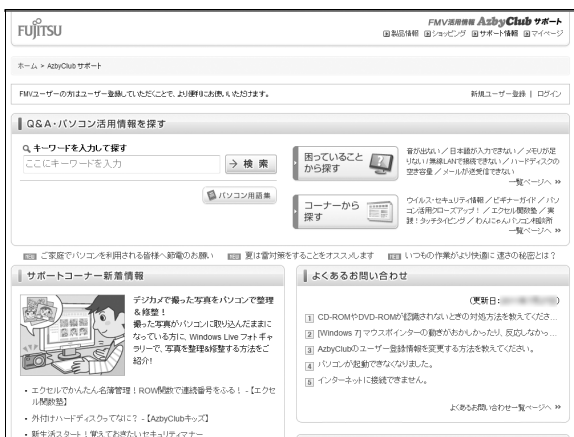 FUJITSU
FMV活用情報 AzbyClub サポート
製品情報 ショッピング サポート情報 マイページ
ホーム > AzbyClub サポート
FMVユーザーの方はユーザー登録していただくことで、より便利にお使いいただけます。
新規ユーザー登録 | ログイン
Q&A・パソコン活用情報を探す
キーワードを入力して探す
ここにキーワードを入力
検索
パソコン用語集
困っていること
から探す
音が出ない／日本語が入力できない／メモリが足
りない／無線LANで接続できない／ハードディスクの
空き容量／メールが送受信できない
一覧ページへ »
コーナーから
探す
ウイルス・セキュリティ情報／ビギナーガイド／パソ
コン活用クローズアップ！／エクセル関数塾／実
践！タッチタイピング／わんにゃんパソコン相談所
一覧ページへ »
ご家庭でパソコンを利用される皆様へ節電のお願い
夏は雷対策をすることをオススメします
いつもの作業がより快適に 速さの秘密とは？
サポートコーナー新着情報
デジカメで撮った写真をパソコンで整理
＆修整！
撮った写真がパソコンに取り込んだままに
なっている方に、Windows Live フォトギャ
ラリーで、写真を整理&修整する方法をご
紹介！
・エクセルでかんたん名簿管理！ROW関数で連続番号をふる！ -【エクセ
ル関数塾】
・外付けハードディスクってなに？ -【AzbyClubキッズ】
・新生活スタート！覚えておきたいセキュリティマナー
よくあるお問い合わせ
(更新日:
1 CD-ROMやDVD-ROMが認識されないときの対処方法を教えてくださ...
2 [Windows 7] マウスポインターの動きがおかしかったり、反応しなかっ...
3 AzbyClubのユーザー登録情報を変更する方法を教えてください。
4 パソコンが起動できなくなりました。
5 インターネットに接続できません。
よくあるお問い合わせ一覧ページへ »